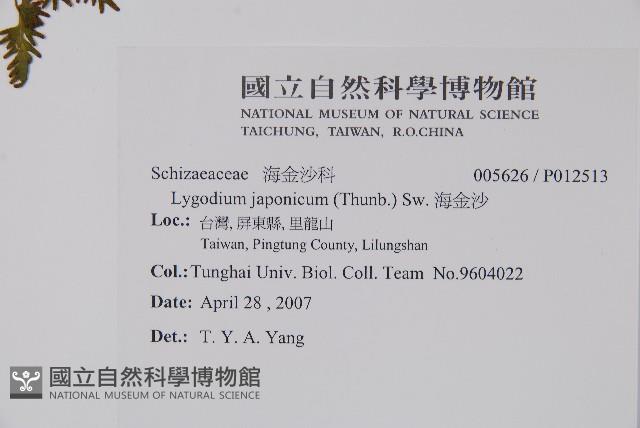 國立自然科學博物館
NATIONAL MUSEUM OF NATURAL SCIENCE
TAICHUNG, TAIWAN, R.O.CHINA
Schizaeaceae 海金沙科 005626 / P012513
Lygodium japonicum (Thunb.) Sw. 海金沙
Loc.: 台灣, 屏東縣, 里龍山
Taiwan, Pingtung County, Lilungshan
Col.: Tunghai Univ. Biol. Coll. Team No.9604022
Date: April 28 , 2007
Det.: T. Y. A. Yang
國立自然科學博物館
NATIONAL MUSEUM OF NATURAL SCIENCE